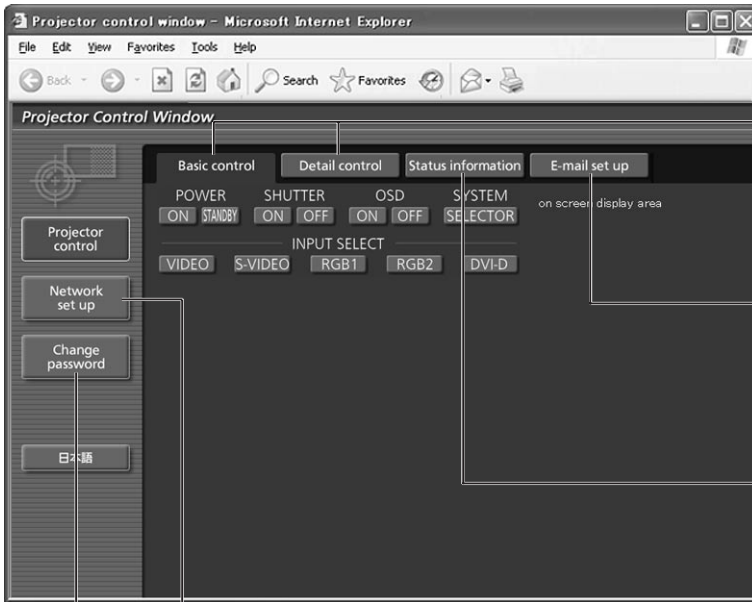 Projector control window - Microsoft Internet Explorer
File Edit View Favorites Tools Help
Back Search Favorites
Projector Control Window
Basic control Detail control Status information E-mail set up
POWER SHUTTER OSD SYSTEM
ON STANDBY ON OFF ON OFF SELECTOR
on screen display area
INPUT SELECT
VIDEO S-VIDEO RGB1 RGB2 DVI-D
Projector
control
Network
set up
Change
password
日本語